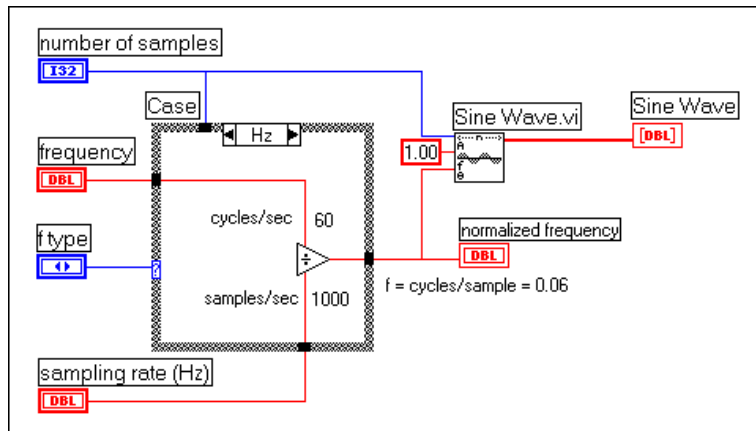 number of samples
I32
Case
Hz
Sine Wave.vi
Sine Wave
[DBL]
1.00
A
f
θ
frequency
DBL
cycles/sec 60
f type
÷
normalized frequency
DBL
samples/sec 1000
f = cycles/sample = 0.06
sampling rate (Hz)
DBL